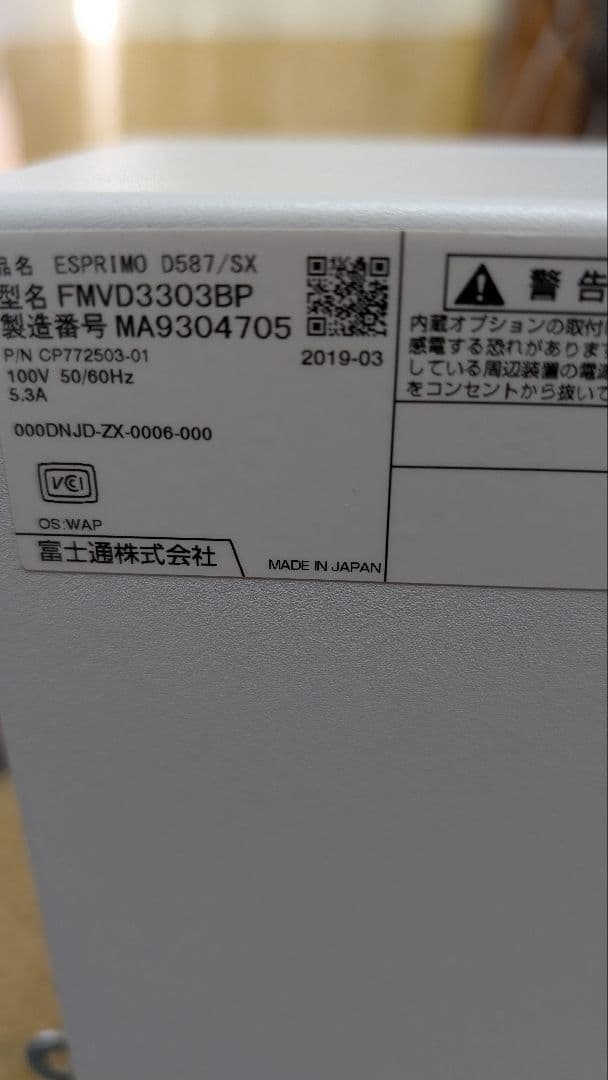 品名 ESPRIMO D587/SX
型名 FMVD3303BP
製造番号 MA9304705
P/N CP772503-01
2019-03
100V 50/60Hz
5.3A
000DNJD-ZX-0006-000
VCI
OS:WAP
富士通株式会社
MADE IN JAPAN
警告
内蔵オプションの取付
感電する恐れがありま
している周辺装置の電源
をコンセントから抜いて